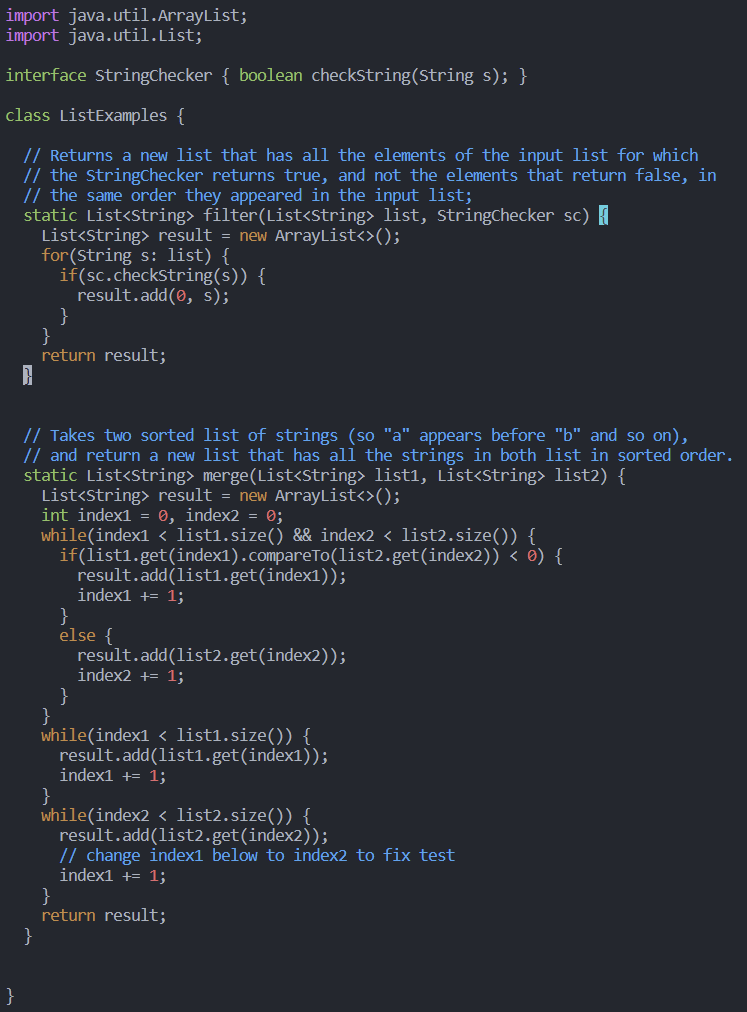 import java.util.ArrayList;
import java.util.List;

interface StringChecker { boolean checkString(String s); }

class ListExamples {

  // Returns a new list that has all the elements of the input list for which
  // the StringChecker returns true, and not the elements that return false, in
  // the same order they appeared in the input list;
  static List<String> filter(List<String> list, StringChecker sc) {
    List<String> result = new ArrayList<>();
    for(String s: list) {
      if(sc.checkString(s)) {
        result.add(0, s);
      }
    }
    return result;
  }


  // Takes two sorted list of strings (so "a" appears before "b" and so on),
  // and return a new list that has all the strings in both list in sorted order.
  static List<String> merge(List<String> list1, List<String> list2) {
    List<String> result = new ArrayList<>();
    int index1 = 0, index2 = 0;
    while(index1 < list1.size() && index2 < list2.size()) {
      if(list1.get(index1).compareTo(list2.get(index2)) < 0) {
        result.add(list1.get(index1));
        index1 += 1;
      }
      else {
        result.add(list2.get(index2));
        index2 += 1;
      }
    }
    while(index1 < list1.size()) {
      result.add(list1.get(index1));
      index1 += 1;
    }
    while(index2 < list2.size()) {
      result.add(list2.get(index2));
      // change index1 below to index2 to fix test
      index1 += 1;
    }
    return result;
  }


}